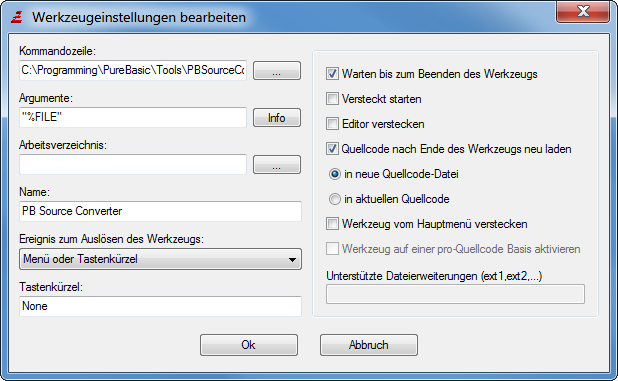 Werkzeugeinstellungen bearbeiten
Kommandozeile:
C:\Programming\PureBasic\Tools\PBSourceCo
...
Argumente:
"%FILE"
Info
Arbeitsverzeichnis:
...
Name:
PB Source Converter
Ereignis zum Auslösen des Werkzeugs:
Menü oder Tastenkürzel
Tastenkürzel:
None
Warten bis zum Beenden des Werkzeugs
Versteckt starten
Editor verstecken
Quellcode nach Ende des Werkzeugs neu laden
in neue Quellcode-Datei
in aktuellen Quellcode
Werkzeug vom Hauptmenü verstecken
Werkzeug auf einer pro-Quellcode Basis aktivieren
Unterstützte Dateierweiterungen (ext1,ext2,...)
Ok
Abbruch